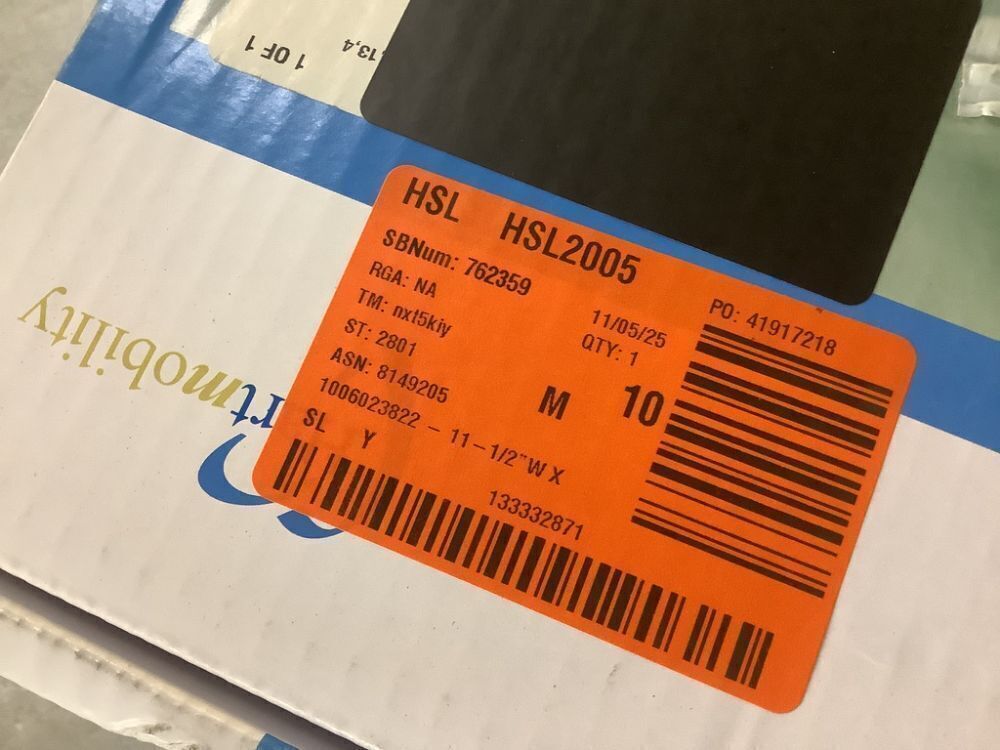 1 OF 1
13,4
HSL HSL2005
SBNum: 762359
RGA: NA
11/05/25
PO: 41917218
TM: nxt5kiy
QTY: 1
ST: 2801
ASN: 8149205
M 10
1006023822 - 11-1/2"W X
SL Y
133332871
rtmobility